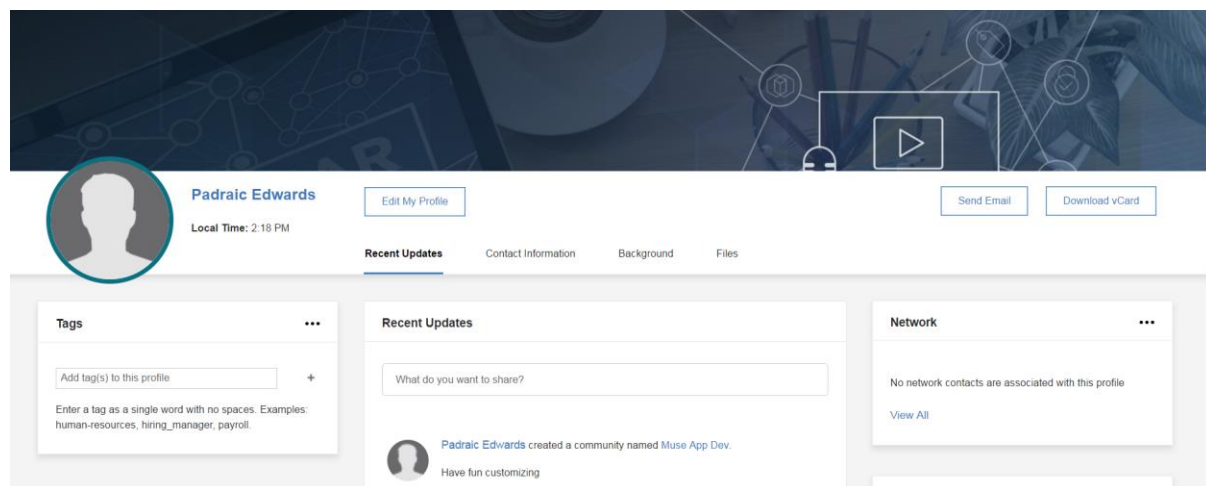 AR
Padraic Edwards
Edit My Profile
Send Email
Download vCard
Local Time: 2:18 PM
Recent Updates
Contact Information
Background
Files
Tags
Add tag(s) to this profile
+
Enter a tag as a single word with no spaces. Examples:
human-resources, hiring_manager, payroll.
Recent Updates
What do you want to share?
Padraic Edwards created a community named Muse App Dev.
Have fun customizing
Network
No network contacts are associated with this profile
View All